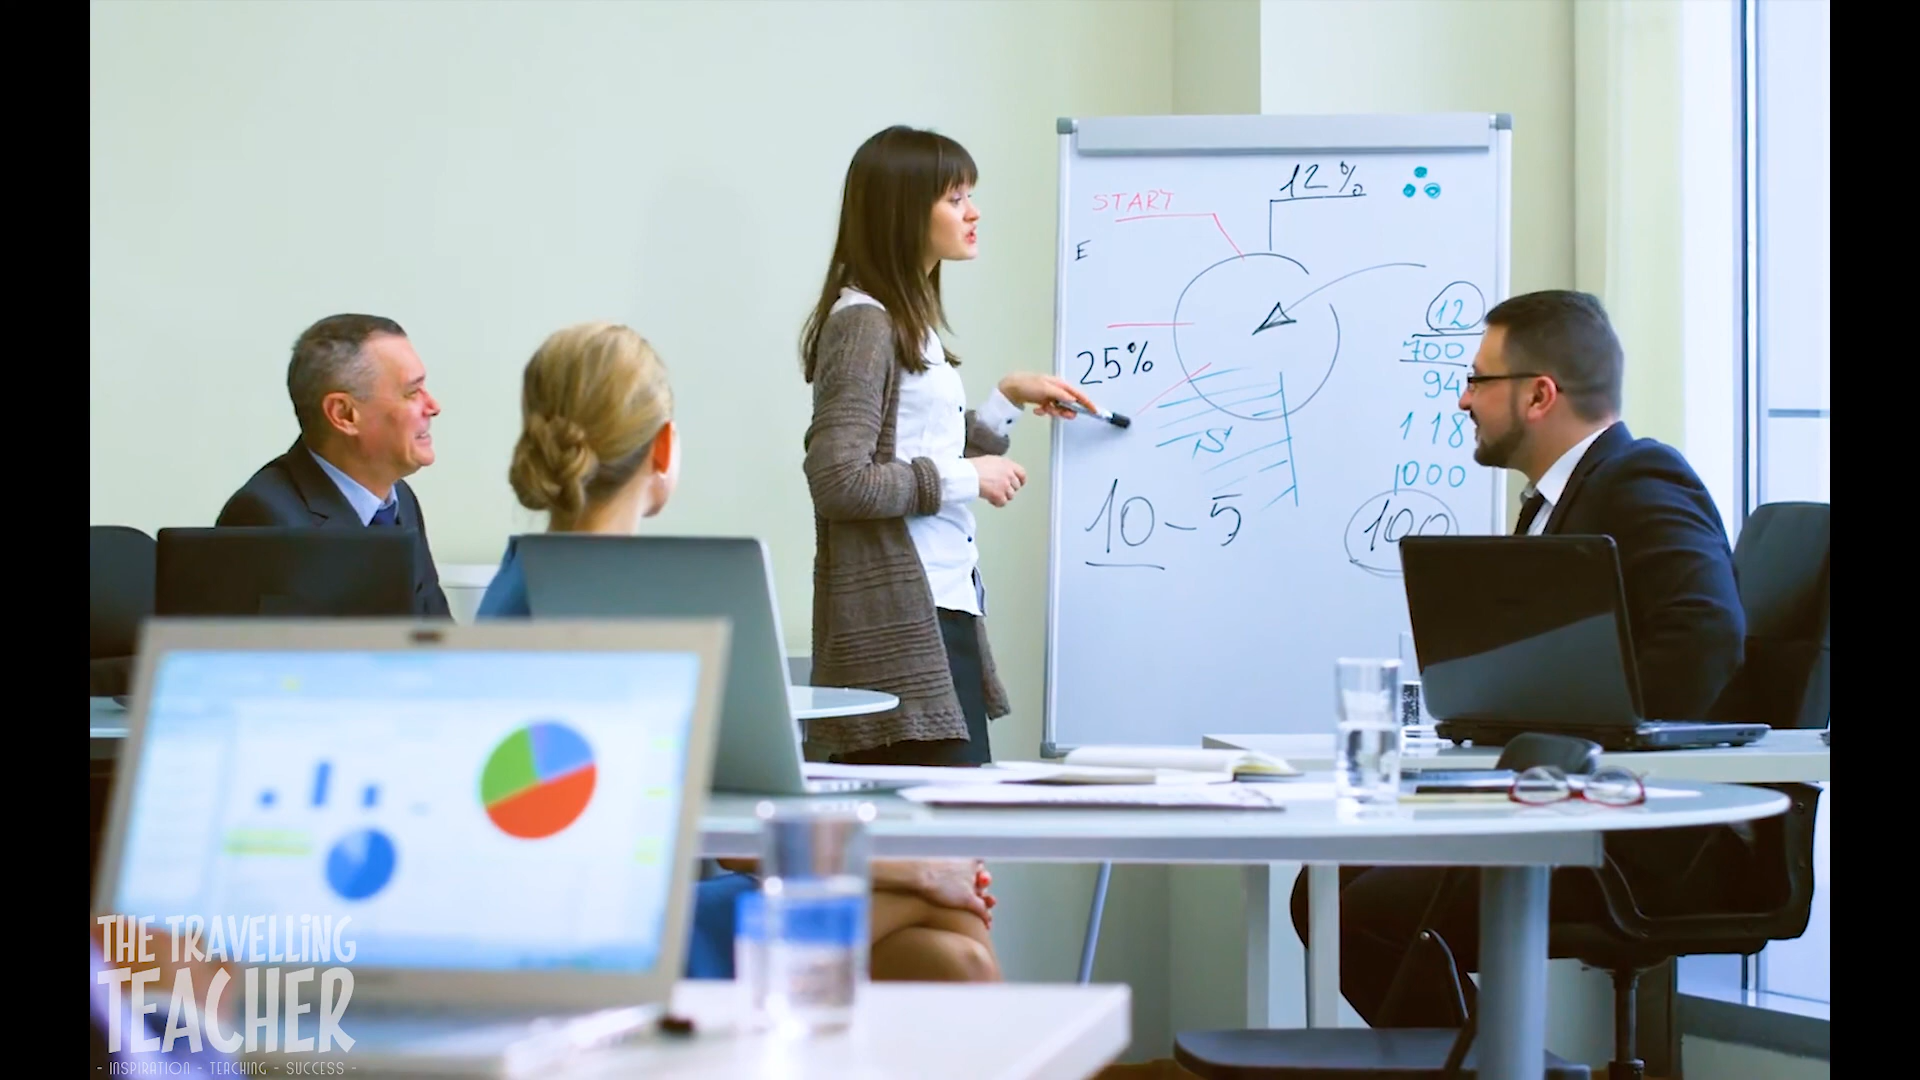 START
12%
E
12
700
25%
94
118
1000
S
10-5
100
THE TRAVELLING
TEACHER
- INSPIRATION - TEACHING - SUCCESS -